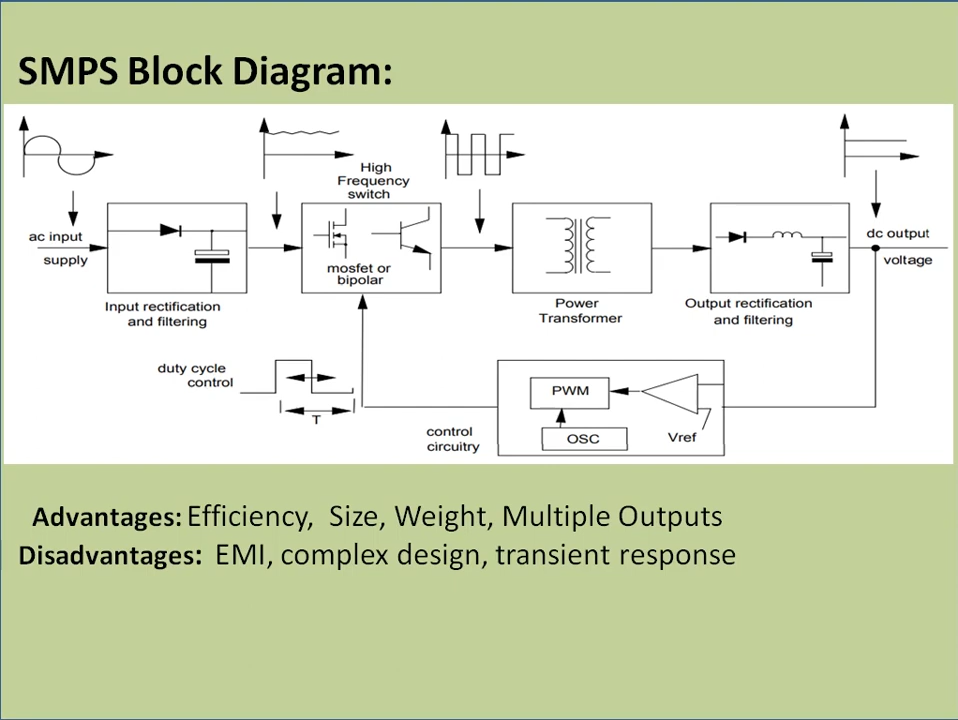 SMPS Block Diagram:
High
Frequency
switch
ac input
supply
mosfet or
bipolar
dc output
voltage
Input rectification
and filtering
Power
Transformer
Output rectification
and filtering
duty cycle
control
T
PWM
OSC
Vref
control
circuitry
Advantages: Efficiency, Size, Weight, Multiple Outputs
Disadvantages: EMI, complex design, transient response